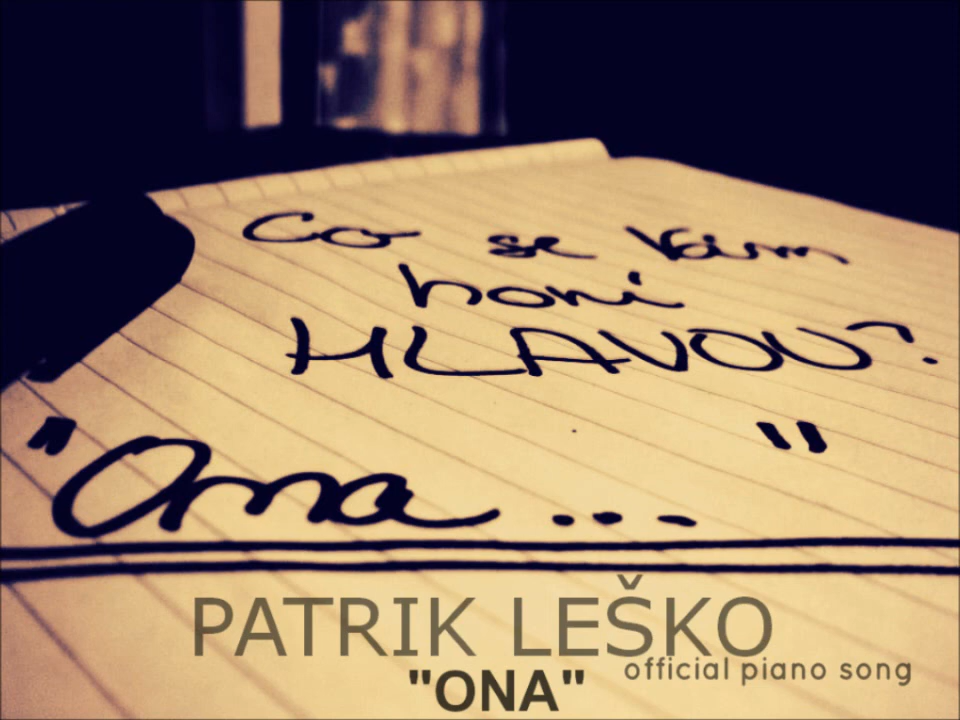 Co se Vám
honí
HLAVOU?
"Ona..."
PATRIK LEŠKO
official piano song
"ONA"